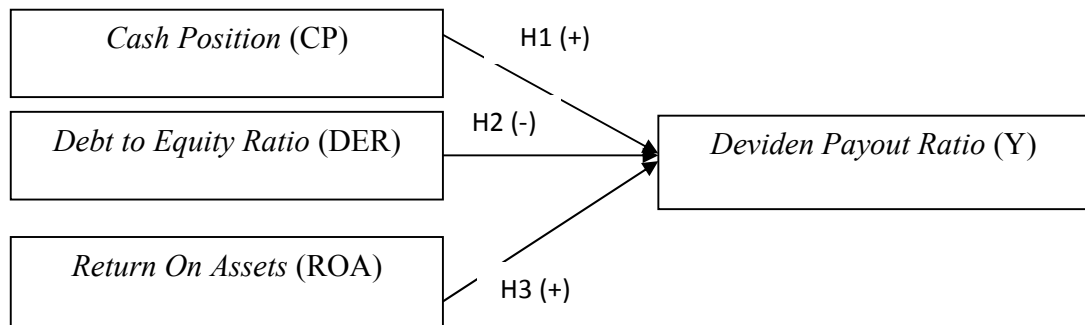 Cash Position (CP)
H1 (+)
Debt to Equity Ratio (DER)
H2 (-)
Deviden Payout Ratio (Y)
Return On Assets (ROA)
H3 (+)